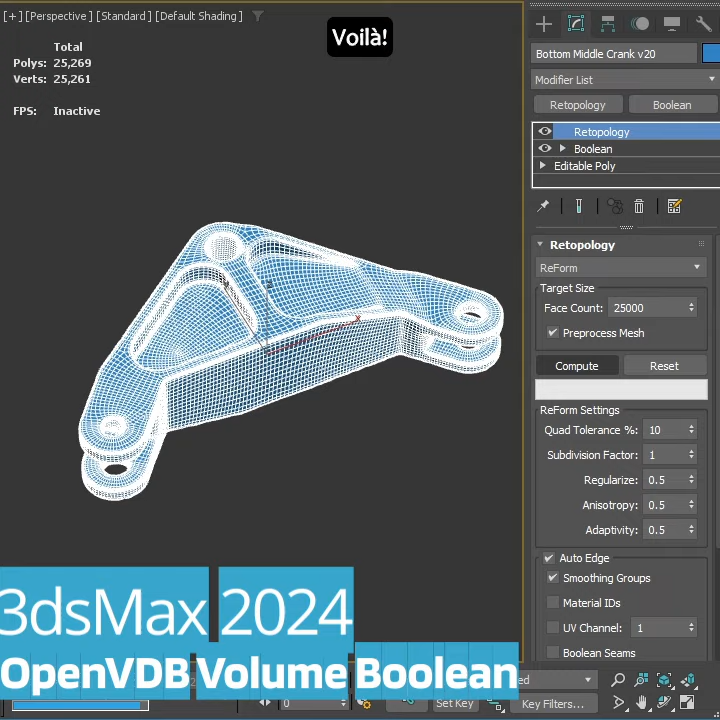 [+] [Perspective] [Standard] [Default Shading]
Voilà!
Total
Polys: 25,269
Verts: 25,261
FPS: Inactive
Bottom Middle Crank v20
Modifier List
Retopology Boolean
Retopology
Boolean
Editable Poly
Retopology
ReForm
Target Size
Face Count: 25000
Preprocess Mesh
Compute Reset
ReForm Settings
Quad Tolerance %: 10
Subdivision Factor: 1
Regularize: 0.5
Anisotropy: 0.5
Adaptivity: 0.5
Auto Edge
Smoothing Groups
Material IDs
UV Channel: 1
Boolean Seams
3dsMax 2024
OpenVDB Volume Boolean
0
Set Key
Key Filters...